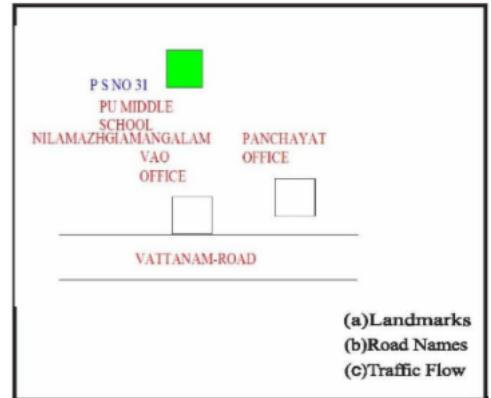 P S NO 31
PU MIDDLE
SCHOOL
NILAMAZHGIAMANGALAM
VAO
OFFICE
PANCHAYAT
OFFICE
VATTANAM-ROAD
(a)Landmarks
(b)Road Names
(c)Traffic Flow